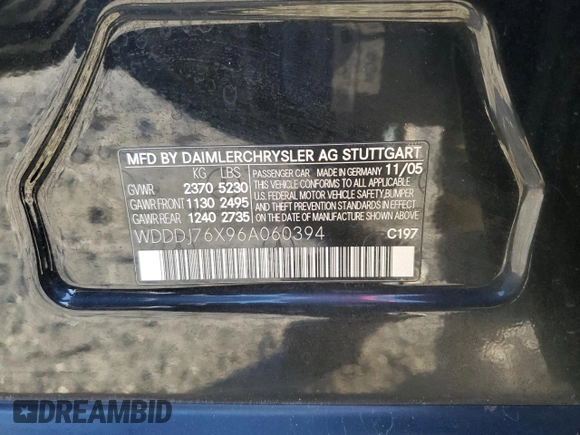 MFD BY DAIMLERCHRYSLER AG STUTTGART
KG LBS
GVWR 2370 5230
GAWR FRONT 1130 2495
GAWR REAR 1240 2735
PASSENGER CAR MADE IN GERMANY 11/05
THIS VEHICLE CONFORMS TO ALL APPLICABLE
U.S. FEDERAL MOTOR VEHICLE SAFETY, BUMPER
AND THEFT PREVENTION STANDARDS IN EFFECT
ON THE DATE OF MANUFACTURE SHOWN ABOVE
WDDDJ76X96A060394 C197
DREAMBID